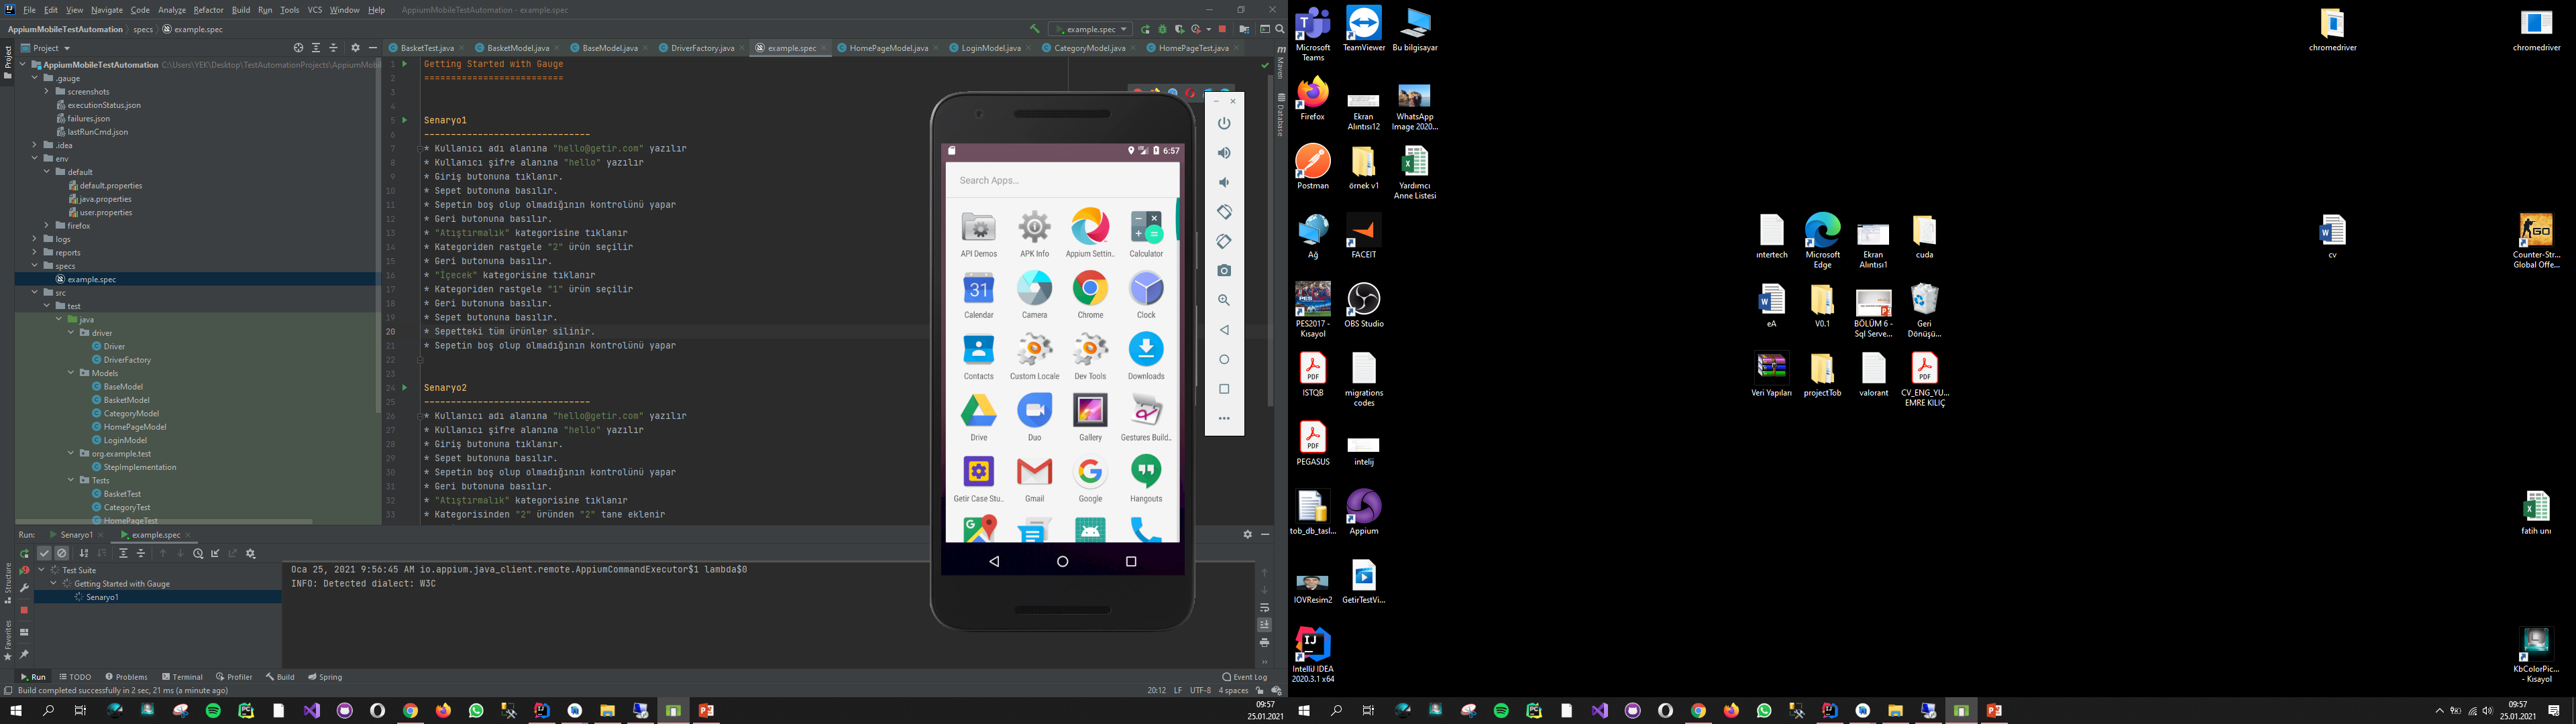 File Edit View Navigate Code Analyze Refactor Build Run Tools VCS Window Help AppiumMobileTestAutomation - example.spec
AppiumMobileTestAutomation specs example.spec
example.spec
Project
BasketTest.java BasketModel.java BaseModel.java DriverFactory.java example.spec HomePageModel.java LoginModel.java CategoryModel.java HomePageTest.java
Project
Maven
Database
Structure
Favorites
AppiumMobileTestAutomation C:\Users\YEK\Desktop\TestAutomationProjects\AppiumMobil
.gauge
screenshots
executionStatus.json
failures.json
lastRunCmd.json
.idea
env
default
default.properties
java.properties
user.properties
firefox
logs
reports
specs
example.spec
src
test
java
driver
Driver
DriverFactory
Models
BaseModel
BasketModel
CategoryModel
HomePageModel
LoginModel
org.example.test
StepImplementation
Tests
BasketTest
CategoryTest
HomePageTest
1 Getting Started with Gauge
2 ==========================
3
4
5 Senaryo1
6 -------------------------------
7 * Kullanıcı adı alanına "hello@getir.com" yazılır
8 * Kullanıcı şifre alanına "hello" yazılır
9 * Giriş butonuna tıklanır.
10 * Sepet butonuna basılır.
11 * Sepetin boş olup olmadığının kontrolünü yapar
12 * Geri butonuna basılır.
13 * "Atıştırmalık" kategorisine tıklanır
14 * Kategoriden rastgele "2" ürün seçilir
15 * Geri butonuna basılır.
16 * "İçecek" kategorisine tıklanır
17 * Kategoriden rastgele "1" ürün seçilir
18 * Geri butonuna basılır.
19 * Sepet butonuna basılır.
20 * Sepetteki tüm ürünler silinir.
21 * Sepetin boş olup olmadığının kontrolünü yapar
22
23
24 Senaryo2
25 -------------------------------
26 * Kullanıcı adı alanına "hello@getir.com" yazılır
27 * Kullanıcı şifre alanına "hello" yazılır
28 * Giriş butonuna tıklanır.
29 * Sepet butonuna basılır.
30 * Sepetin boş olup olmadığının kontrolünü yapar
31 * Geri butonuna basılır.
32 * "Atıştırmalık" kategorisine tıklanır
33 * Kategorisinden "2" üründen "2" tane eklenir
6:57
Search Apps...
API Demos APK Info Appium Settin.. Calculator
31
Calendar Camera Chrome Clock
Contacts Custom Locale Dev Tools Downloads
Drive Duo Gallery Gestures Build..
Getir Case Stu.. Gmail Google Hangouts
Run: Senaryo1 example.spec
Test Suite
Getting Started with Gauge
Senaryo1
Oca 25, 2021 9:56:45 AM io.appium.java_client.remote.AppiumCommandExecutor$1 lambda$0
INFO: Detected dialect: W3C
Run TODO Problems Terminal Profiler Build Spring Event Log
Build completed successfully in 2 sec, 21 ms (a minute ago) 20:12 LF UTF-8 4 spaces
09:57
25.01.2021
Microsoft Teams
TeamViewer
Bu bilgisayar
Firefox
Ekran Alıntısı12
WhatsApp Image 2020...
Postman
örnek v1
Yardımcı Anne Listesi
Ağ
FACEIT
PES2017 - Kısayol
OBS Studio
ISTQB
migrations codes
PEGASUS
intelij
tob_db_tasl...
Appium
IOVResim2
GetirTestVi...
IntelliJ IDEA 2020.3.1 x64
intertech
Microsoft Edge
Ekran Alıntısı1
cuda
eA
V0.1
BÖLÜM 6 - Sql Serve...
Geri Dönüşü...
Veri Yapıları
projectTob
valorant
CV_ENG_YU... EMRE KILIÇ
chromedriver
chromedriver
cv
Counter-Str... Global Offe...
fatih unı
KbColorPic... - Kısayol
09:57
25.01.2021